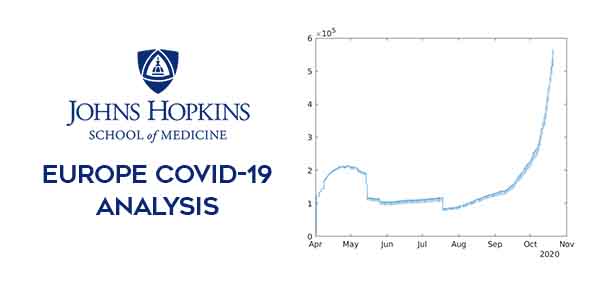 JOHNS HOPKINS
SCHOOL of MEDICINE
EUROPE COVID-19
ANALYSIS
×10⁵
6
5
4
3
2
1
0
Apr May Jun Jul Aug Sep Oct Nov
2020